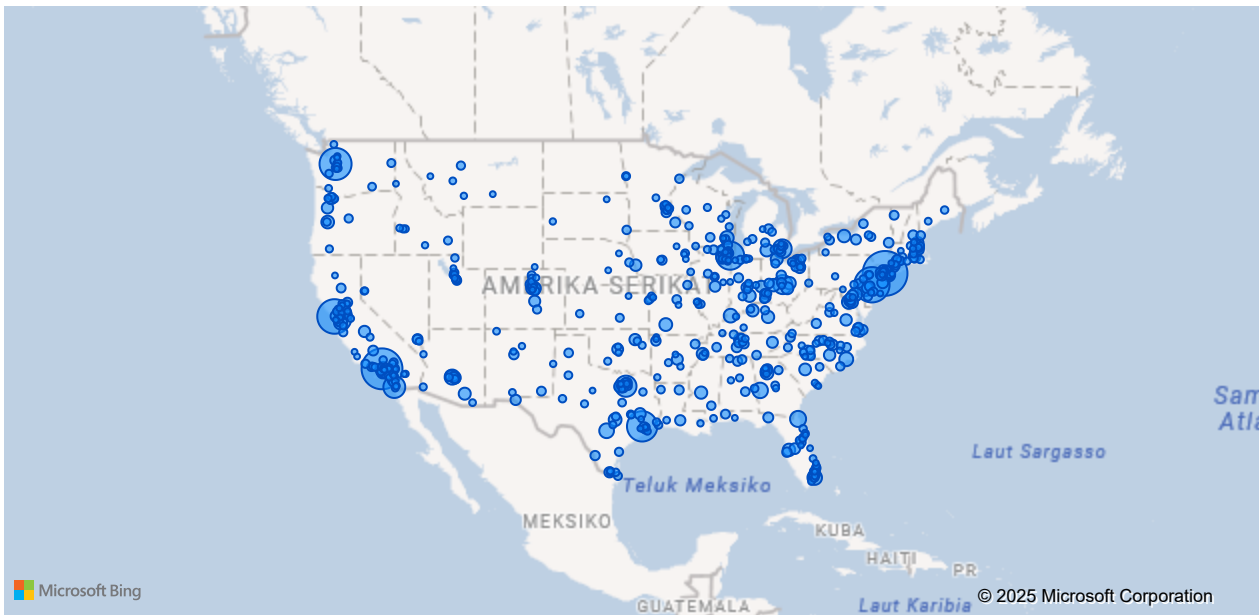 AMERIKA SERIKAT
Sam
Atla
Laut Sargasso
Teluk Meksiko
MEKSIKO
KUBA
HAITI
PR
Microsoft Bing
© 2025 Microsoft Corporation
GUATEMALA
Laut Karibia